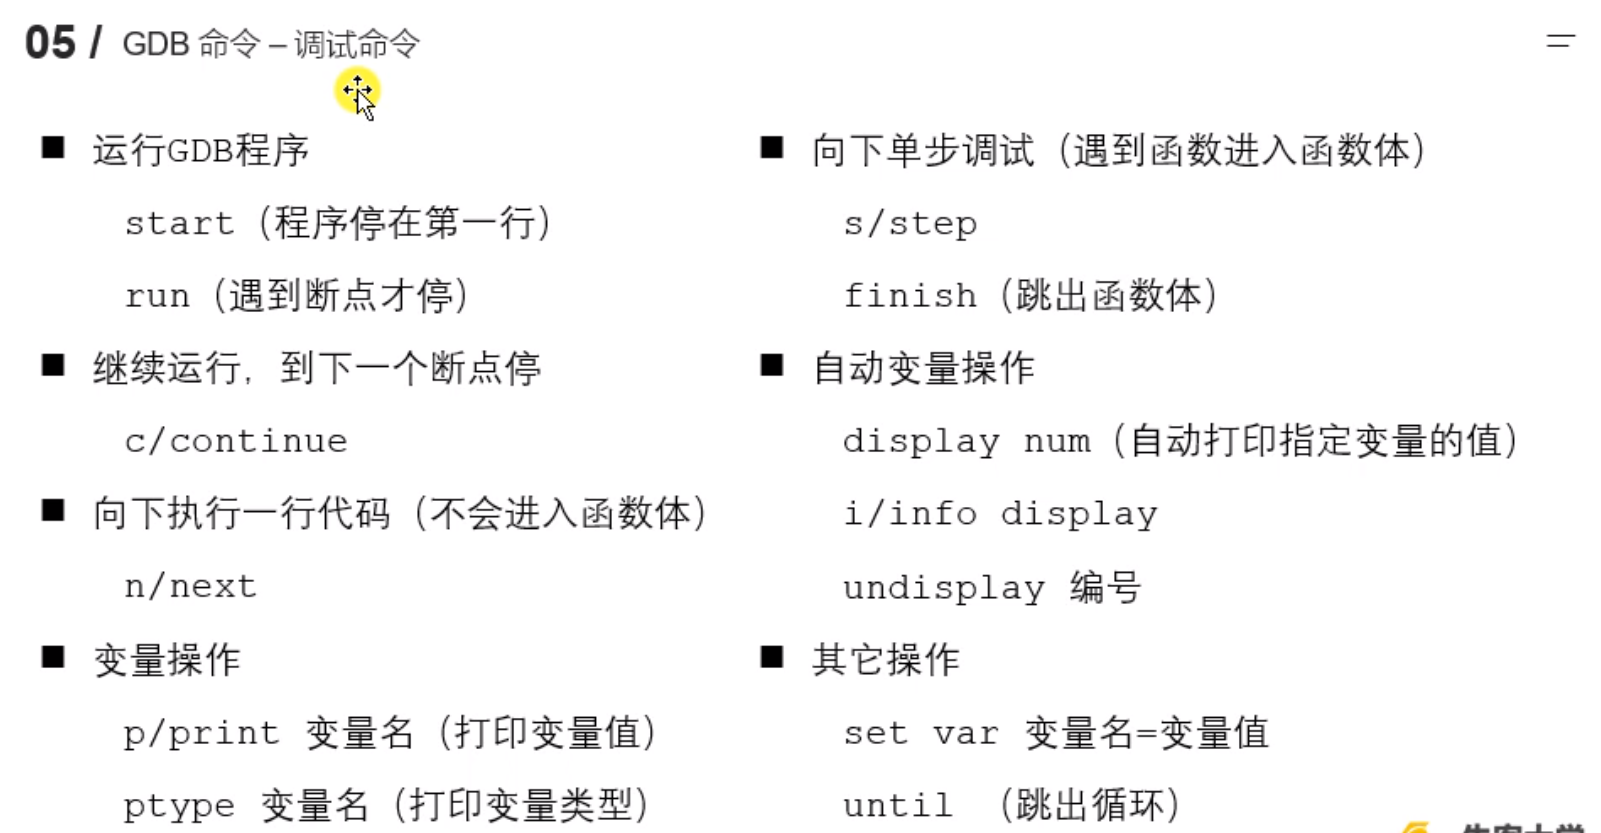 05 / GDB 命令 – 调试命令
■ 运行GDB程序
start（程序停在第一行）
run（遇到断点才停）
■ 继续运行，到下一个断点停
c/continue
■ 向下执行一行代码（不会进入函数体）
n/next
■ 变量操作
p/print 变量名（打印变量值）
ptype 变量名（打印变量类型）
■ 向下单步调试（遇到函数进入函数体）
s/step
finish（跳出函数体）
■ 自动变量操作
display num（自动打印指定变量的值）
i/info display
undisplay 编号
■ 其它操作
set var 变量名=变量值
until （跳出循环）